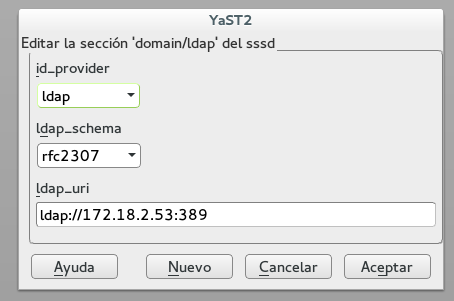 YaST2
Editar la sección 'domain/ldap' del sssd
id_provider
ldap
ldap_schema
rfc2307
ldap_uri
ldap://172.18.2.53:389
Ayuda Nuevo Cancelar Aceptar